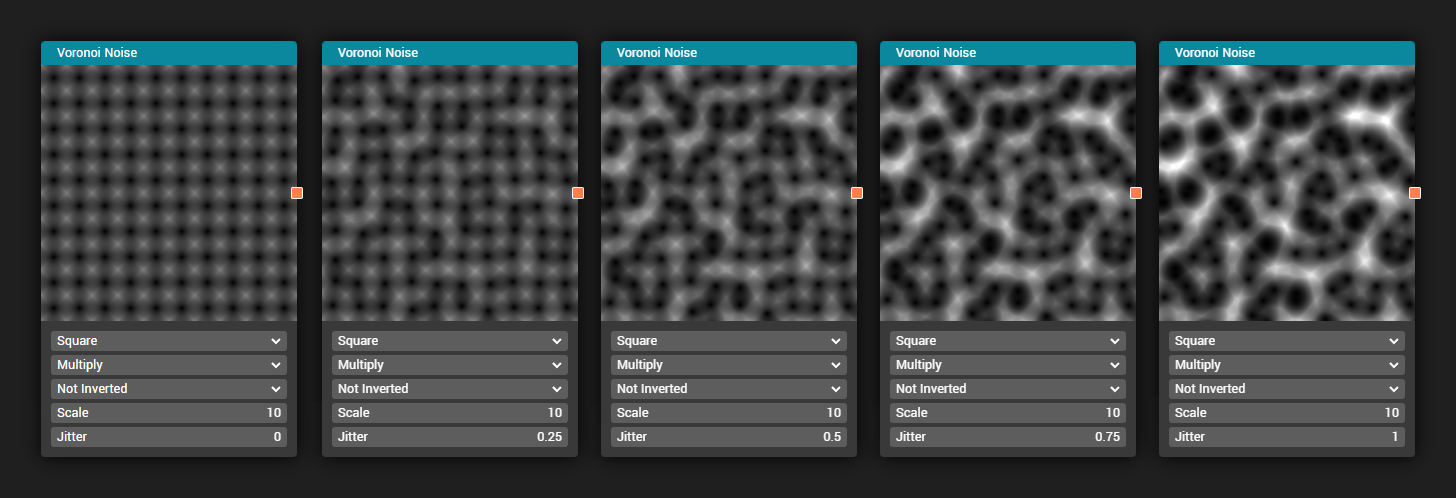 Voronoi Noise
Square
Multiply
Not Inverted
Scale 10
Jitter 0
Voronoi Noise
Square
Multiply
Not Inverted
Scale 10
Jitter 0.25
Voronoi Noise
Square
Multiply
Not Inverted
Scale 10
Jitter 0.5
Voronoi Noise
Square
Multiply
Not Inverted
Scale 10
Jitter 0.75
Voronoi Noise
Square
Multiply
Not Inverted
Scale 10
Jitter 1